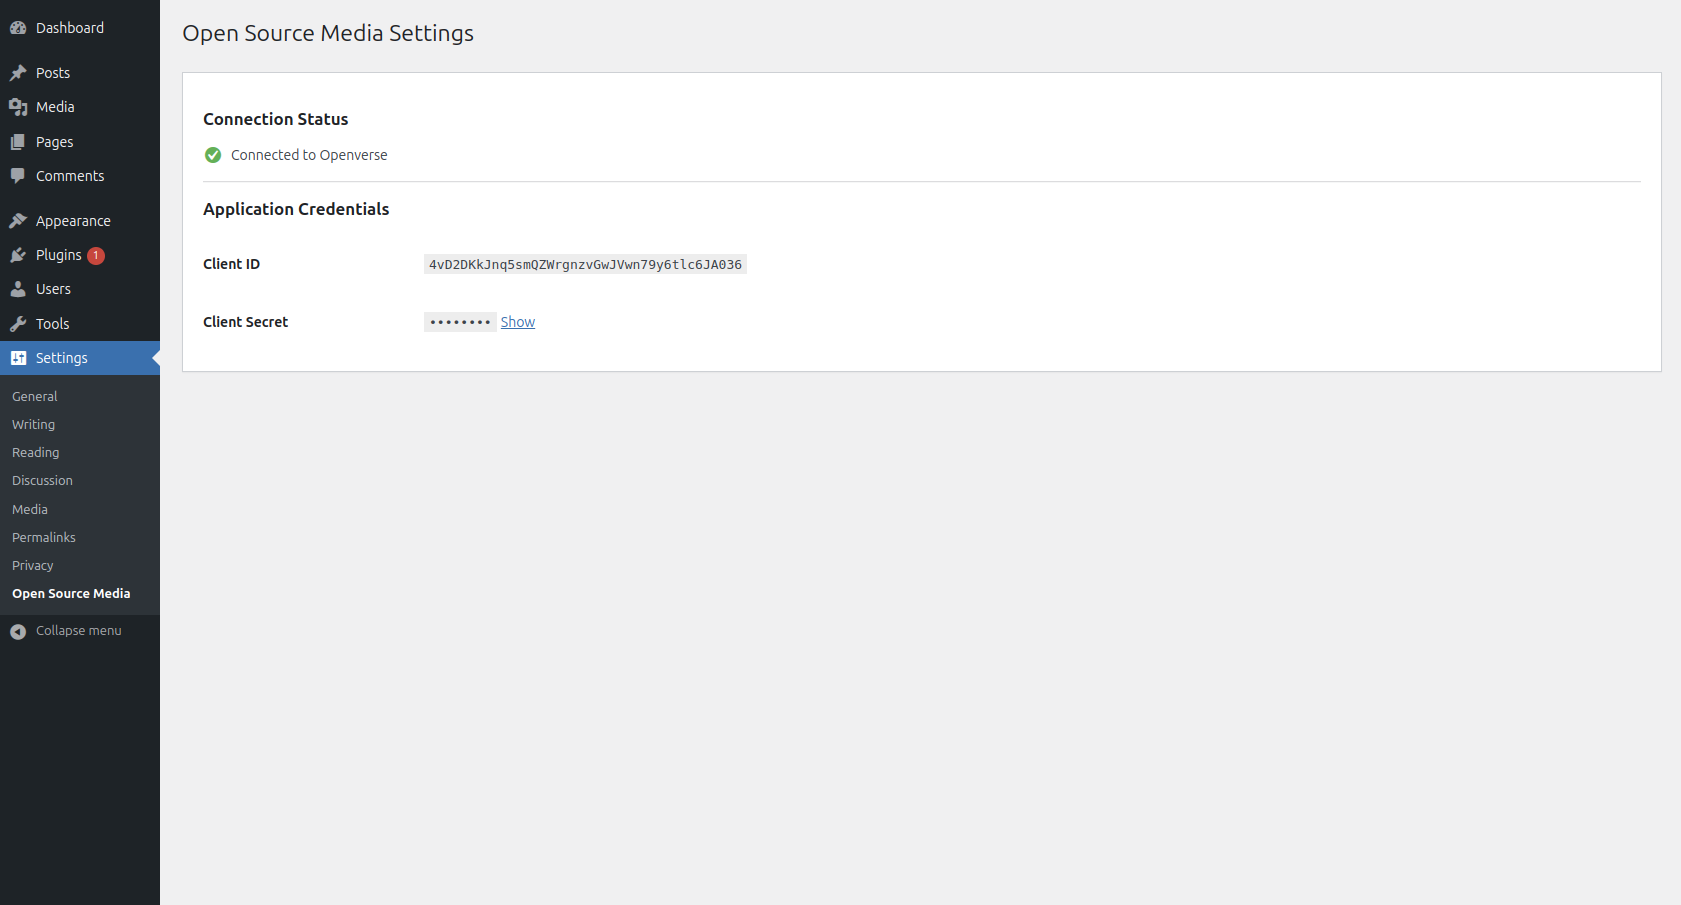 Dashboard
Posts
Media
Pages
Comments
Appearance
Plugins 1
Users
Tools
Settings
General
Writing
Reading
Discussion
Media
Permalinks
Privacy
Open Source Media
Collapse menu
Open Source Media Settings
Connection Status
Connected to Openverse
Application Credentials
Client ID 4vD2DKkJnq5smQZWrgnzvGwJVwn79y6tlc6JA036
Client Secret •••••••• Show